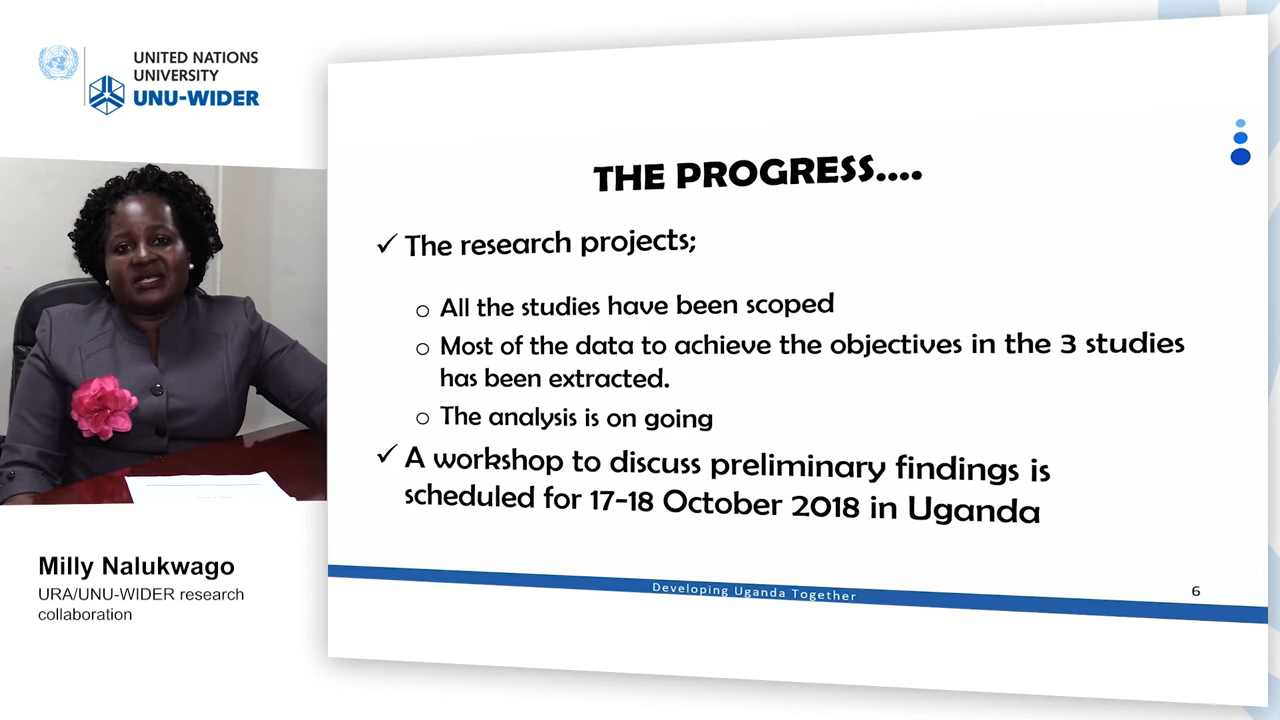 UNITED NATIONS
UNIVERSITY
UNU-WIDER
THE PROGRESS....
✓ The research projects;
o All the studies have been scoped
o Most of the data to achieve the objectives in the 3 studies
has been extracted.
o The analysis is on going
✓ A workshop to discuss preliminary findings is
scheduled for 17-18 October 2018 in Uganda
Developing Uganda Together
6
Milly Nalukwago
URA/UNU-WIDER research
collaboration